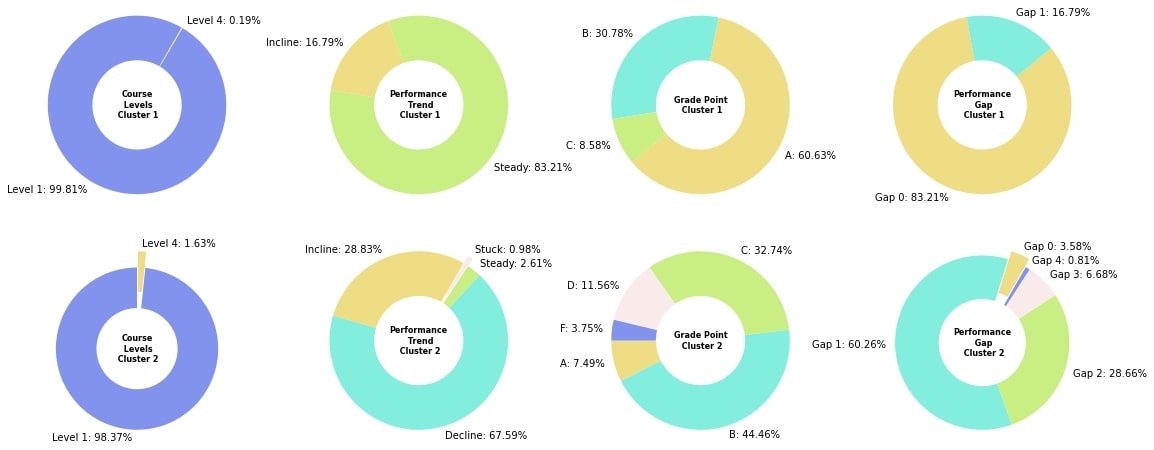 Level 4: 0.19%
Course
Levels
Cluster 1
Level 1: 99.81%
Incline: 16.79%
Performance
Trend
Cluster 1
Steady: 83.21%
B: 30.78%
Grade Point
Cluster 1
C: 8.58%
A: 60.63%
Gap 1: 16.79%
Performance
Gap
Cluster 1
Gap 0: 83.21%
Level 4: 1.63%
Course
Levels
Cluster 2
Level 1: 98.37%
Incline: 28.83%
Stuck: 0.98%
Steady: 2.61%
Performance
Trend
Cluster 2
Decline: 67.59%
C: 32.74%
D: 11.56%
F: 3.75%
Grade Point
Cluster 2
A: 7.49%
B: 44.46%
Gap 0: 3.58%
Gap 4: 0.81%
Gap 3: 6.68%
Gap 1: 60.26%
Performance
Gap
Cluster 2
Gap 2: 28.66%